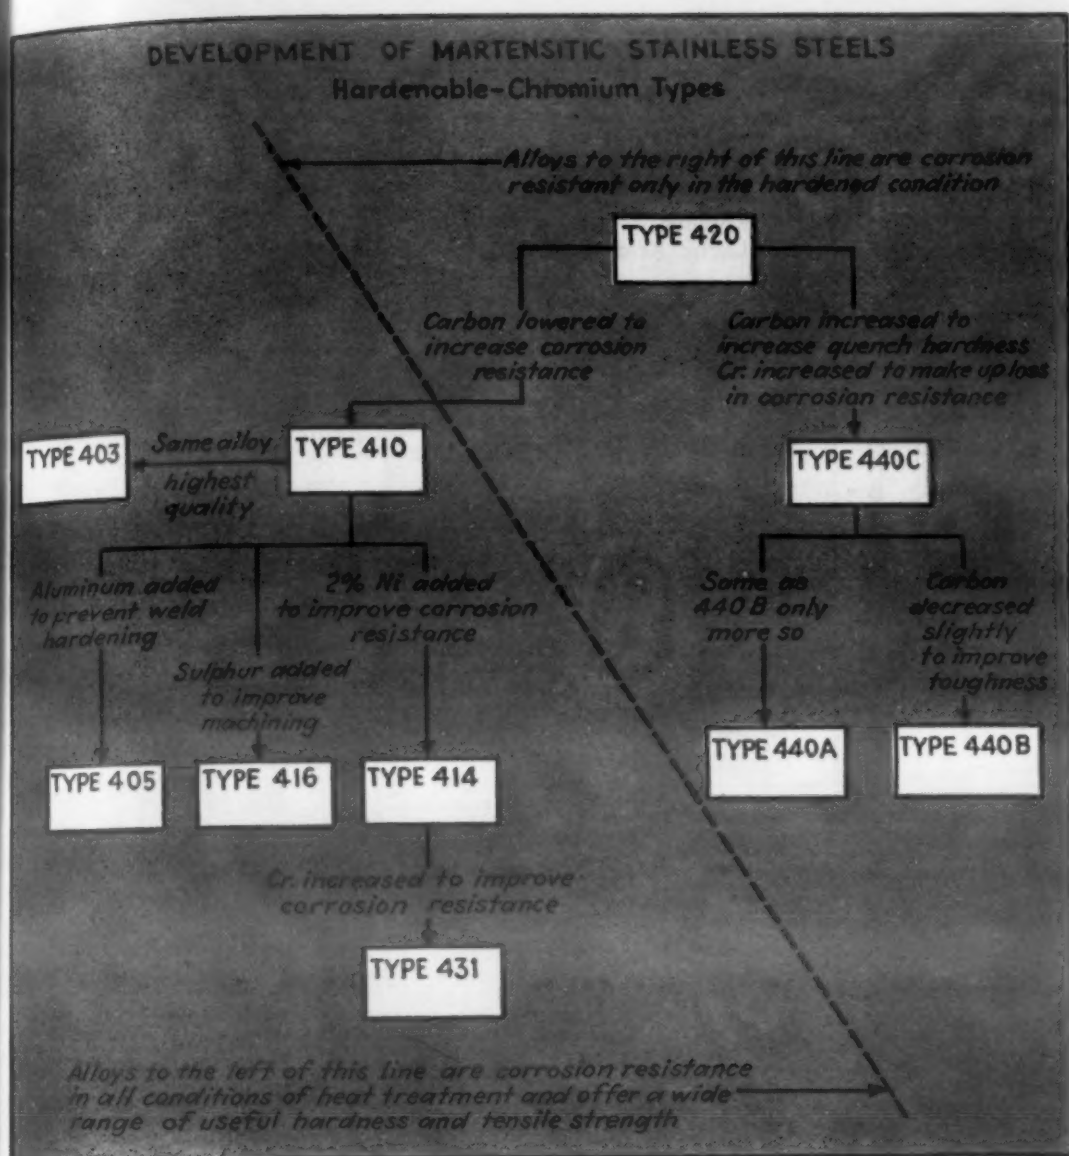 DEVELOPMENT OF MARTENSITIC STAINLESS STEELS
Hardenable-Chromium Types
Alloys to the right of this line are corrosion
resistant only in the hardened condition
TYPE 420
Carbon lowered to
increase corrosion
resistance
Carbon increased to
increase quench hardness
Cr. increased to make up loss
in corrosion resistance
TYPE 403
Same alloy
highest
quality
TYPE 410
TYPE 440C
Aluminum added
to prevent weld
hardening
Sulphur added
to improve
machining
2% Ni added
to improve corrosion
resistance
Same as
440B only
more so
Carbon
decreased
slightly
to improve
toughness
TYPE 405
TYPE 416
TYPE 414
TYPE 440A
TYPE 440B
Cr. increased to improve
corrosion resistance
TYPE 431
Alloys to the left of this line are corrosion resistance
in all conditions of heat treatment and offer a wide
range of useful hardness and tensile strength